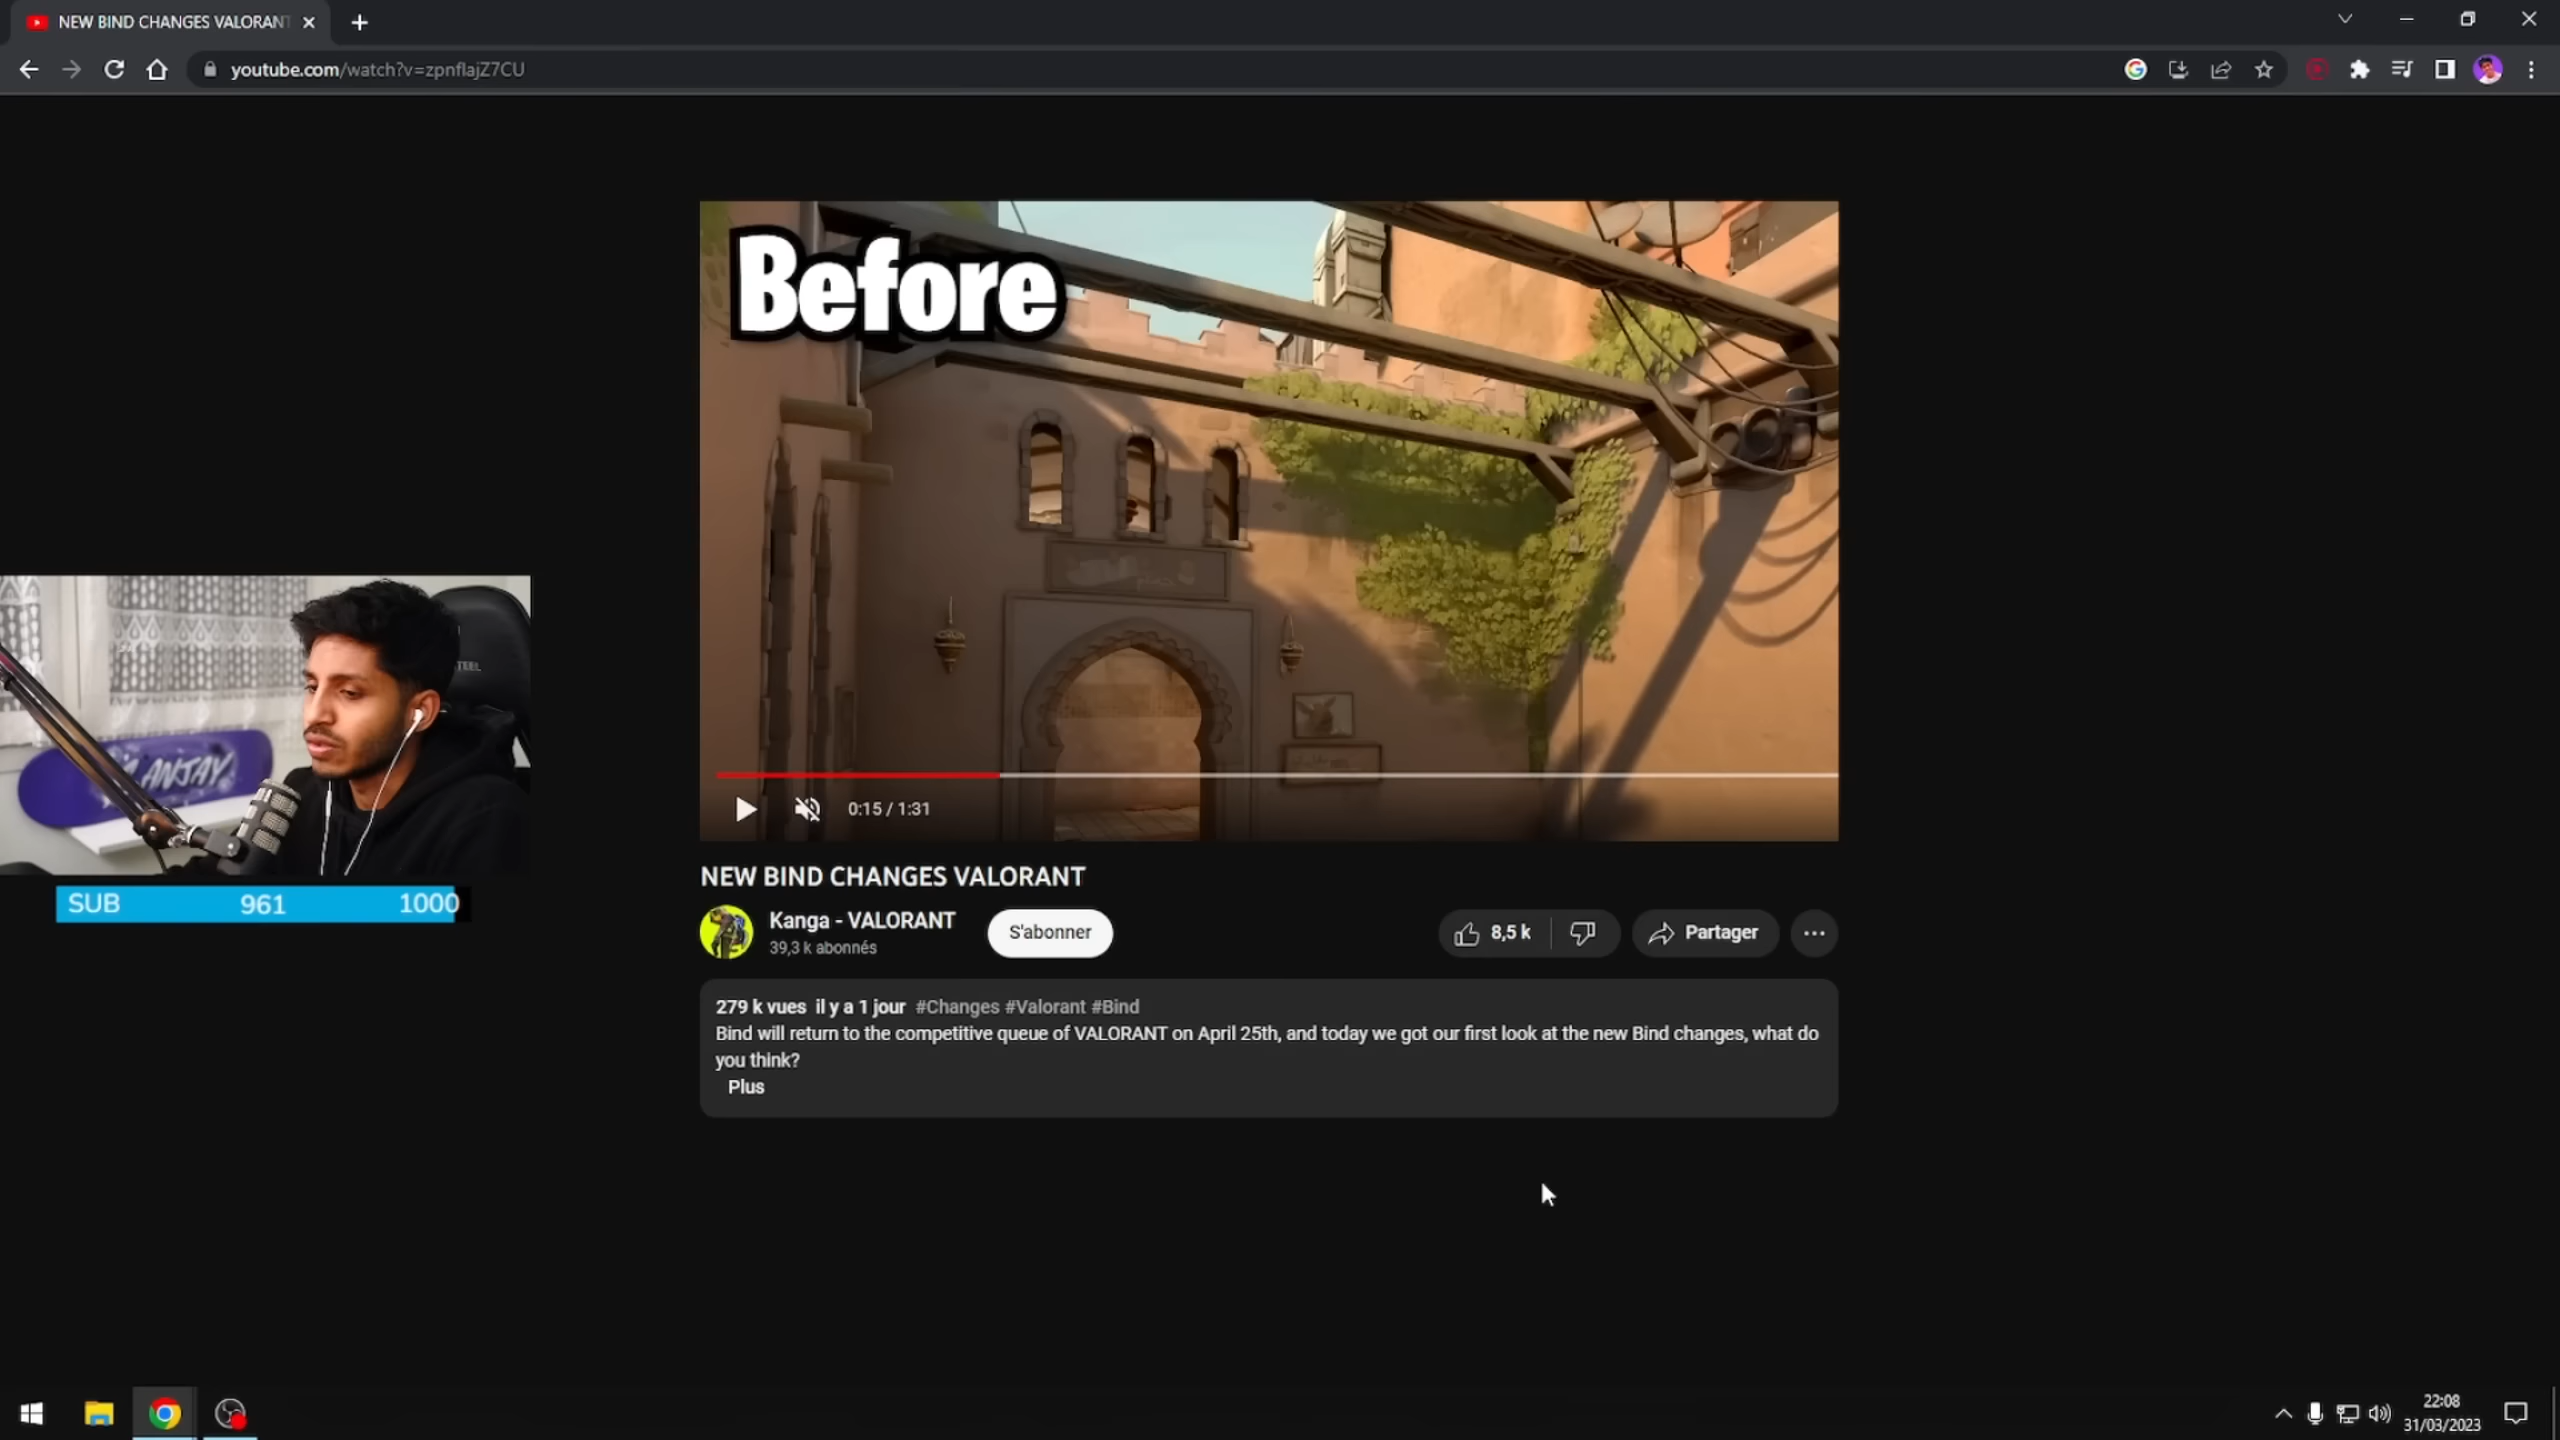 NEW BIND CHANGES VALORANT
youtube.com/watch?v=zpnflajZ7CU
Before
0:15 / 1:31
TEEL
ANJAY
SUB 961 1000
NEW BIND CHANGES VALORANT
Kanga - VALORANT
39,3 k abonnés
S'abonner
8,5 k
Partager
279 k vues il y a 1 jour #Changes #Valorant #Bind
Bind will return to the competitive queue of VALORANT on April 25th, and today we got our first look at the new Bind changes, what do
you think?
Plus
22:08
31/03/2023